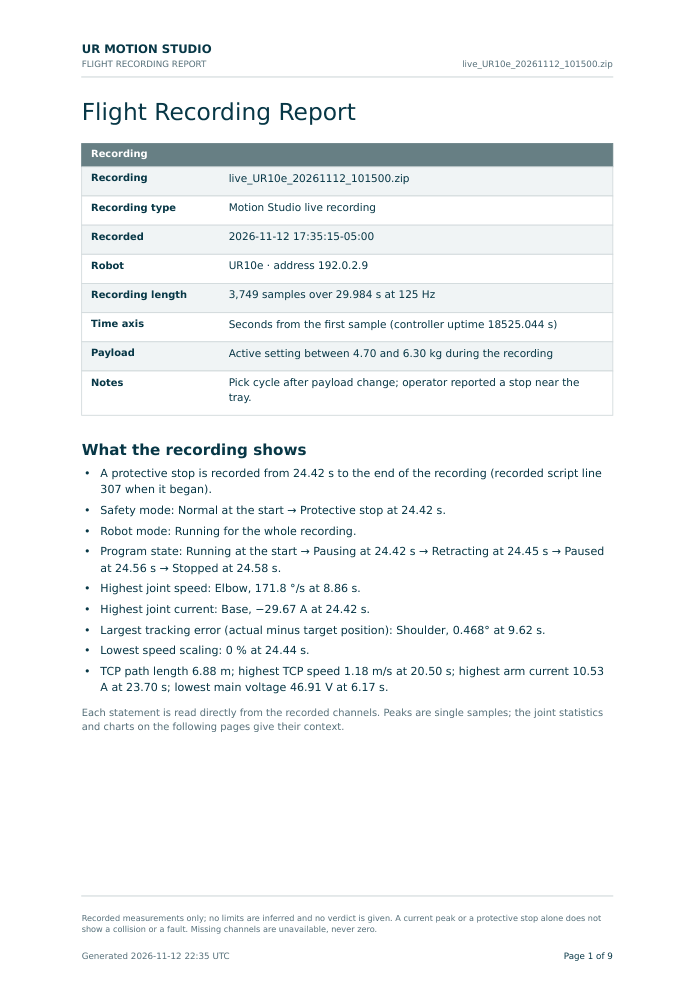 UR MOTION STUDIO
FLIGHT RECORDING REPORT
live_UR10e_20261112_101500.zip
Flight Recording Report
Recording
Recording live_UR10e_20261112_101500.zip
Recording type Motion Studio live recording
Recorded 2026-11-12 17:35:15-05:00
Robot UR10e · address 192.0.2.9
Recording length 3,749 samples over 29.984 s at 125 Hz
Time axis Seconds from the first sample (controller uptime 18525.044 s)
Payload Active setting between 4.70 and 6.30 kg during the recording
Notes Pick cycle after payload change; operator reported a stop near the
tray.
What the recording shows
• A protective stop is recorded from 24.42 s to the end of the recording (recorded script line
307 when it began).
• Safety mode: Normal at the start → Protective stop at 24.42 s.
• Robot mode: Running for the whole recording.
• Program state: Running at the start → Pausing at 24.42 s → Retracting at 24.45 s → Paused
at 24.56 s → Stopped at 24.58 s.
• Highest joint speed: Elbow, 171.8 °/s at 8.86 s.
• Highest joint current: Base, −29.67 A at 24.42 s.
• Largest tracking error (actual minus target position): Shoulder, 0.468° at 9.62 s.
• Lowest speed scaling: 0 % at 24.44 s.
• TCP path length 6.88 m; highest TCP speed 1.18 m/s at 20.50 s; highest arm current 10.53
A at 23.70 s; lowest main voltage 46.91 V at 6.17 s.
Each statement is read directly from the recorded channels. Peaks are single samples; the joint statistics
and charts on the following pages give their context.
Recorded measurements only; no limits are inferred and no verdict is given. A current peak or a protective stop alone does not
show a collision or a fault. Missing channels are unavailable, never zero.
Generated 2026-11-12 22:35 UTC
Page 1 of 9